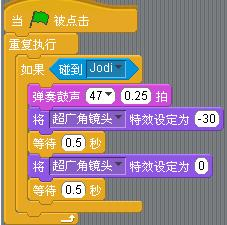 当 被点击
重复执行
如果 碰到 Jodi
弹奏鼓声 47 0.25 拍
将 超广角镜头 特效设定为 -30
等待 0.5 秒
将 超广角镜头 特效设定为 0
等待 0.5 秒